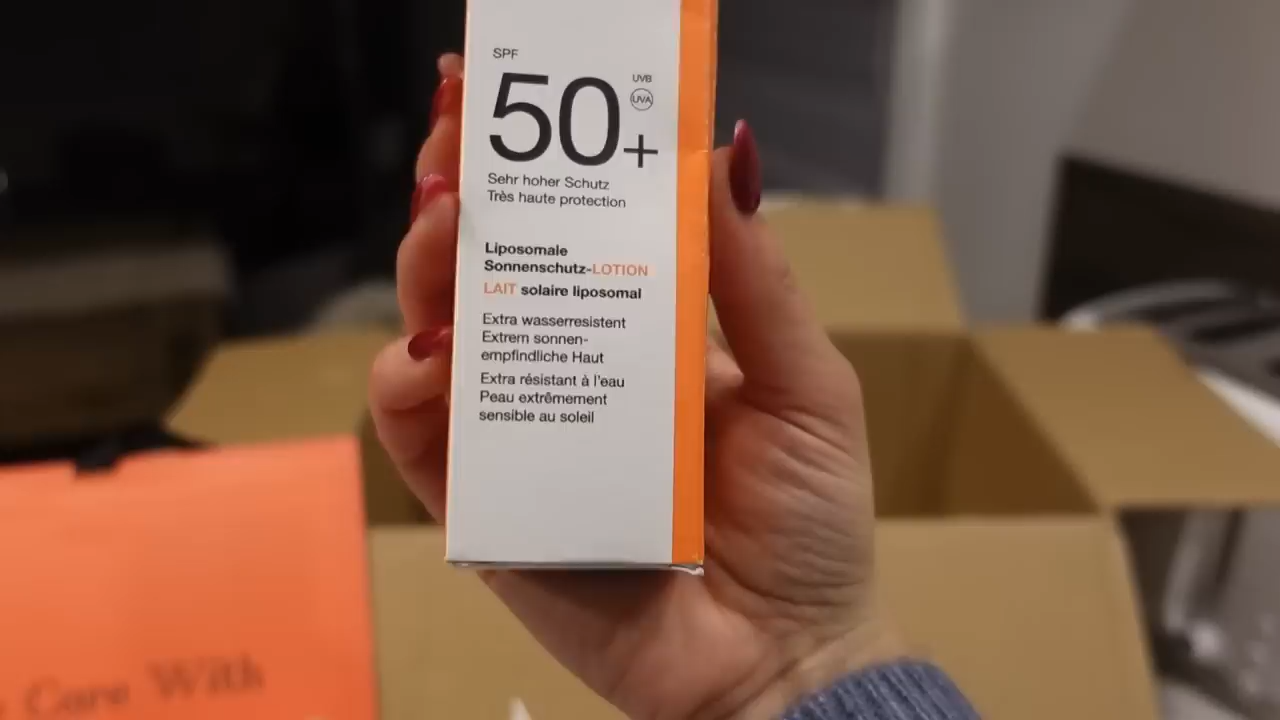 SPF
50+
UVB
UVA
Sehr hoher Schutz
Très haute protection
Liposomale
Sonnenschutz-LOTION
LAIT solaire liposomal
Extra wasserresistent
Extrem sonnen-
empfindliche Haut
Extra résistant à l'eau
Peau extrêmement
sensible au soleil
Care With